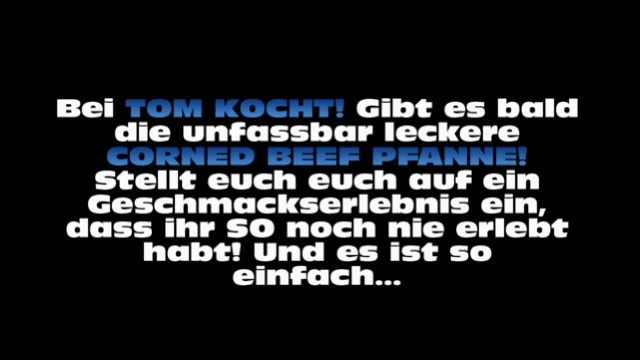 Bei TOM KOCHT! Gibt es bald
die unfassbar leckere
CORNED BEEF PFANNE!
Stellt euch euch auf ein
Geschmackserlebnis ein,
dass ihr SO noch nie erlebt
habt! Und es ist so
einfach...